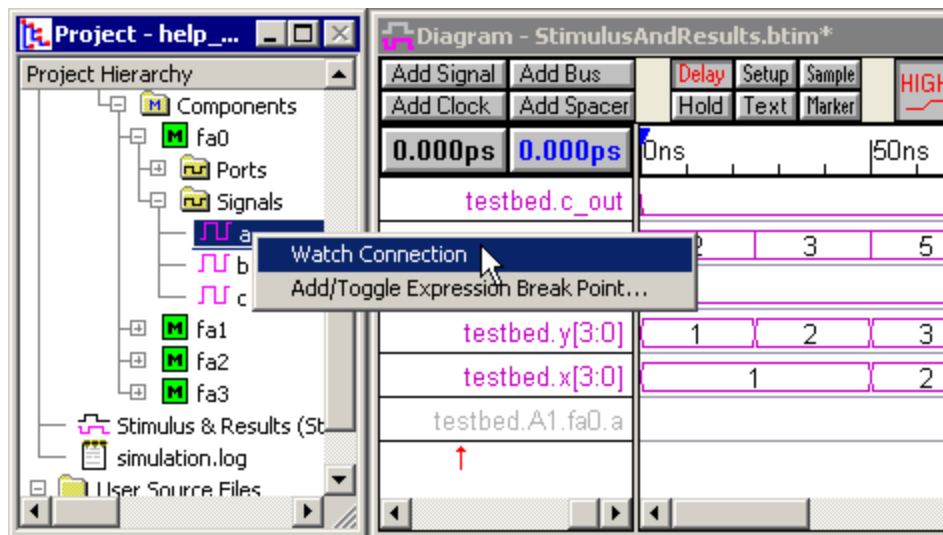 Project - help_...
Project Hierarchy
Components
fa0
Ports
Signals
a
b
c
fa1
fa2
fa3
Stimulus & Results (St
simulation.log
User Source Files
Watch Connection
Add/Toggle Expression Break Point...
Diagram - StimulusAndResults.btim*
Add Signal Add Bus Delay Setup Sample HIGH
Add Clock Add Spacer Hold Text Marker
0.000ps 0.000ps 0ns 50ns
testbed.c_out
2 3 5
testbed.y[3:0] 1 2 3
testbed.x[3:0] 1 2
testbed.A1.fa0.a